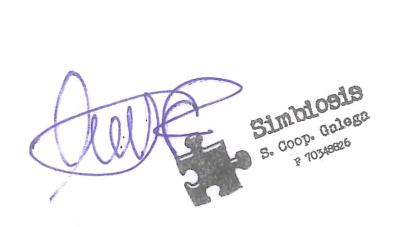 Simbiosis
S. Coop. Galega
F 70348826